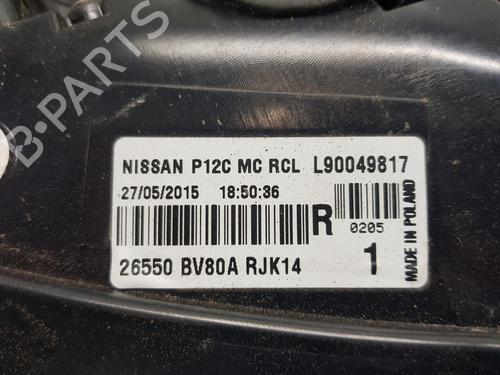 NISSAN P12C MC RCL L90049817
27/05/2015 18:50:36
R
0205
26550 BV80A RJK14 1
MADE IN POLAND
BPARTS